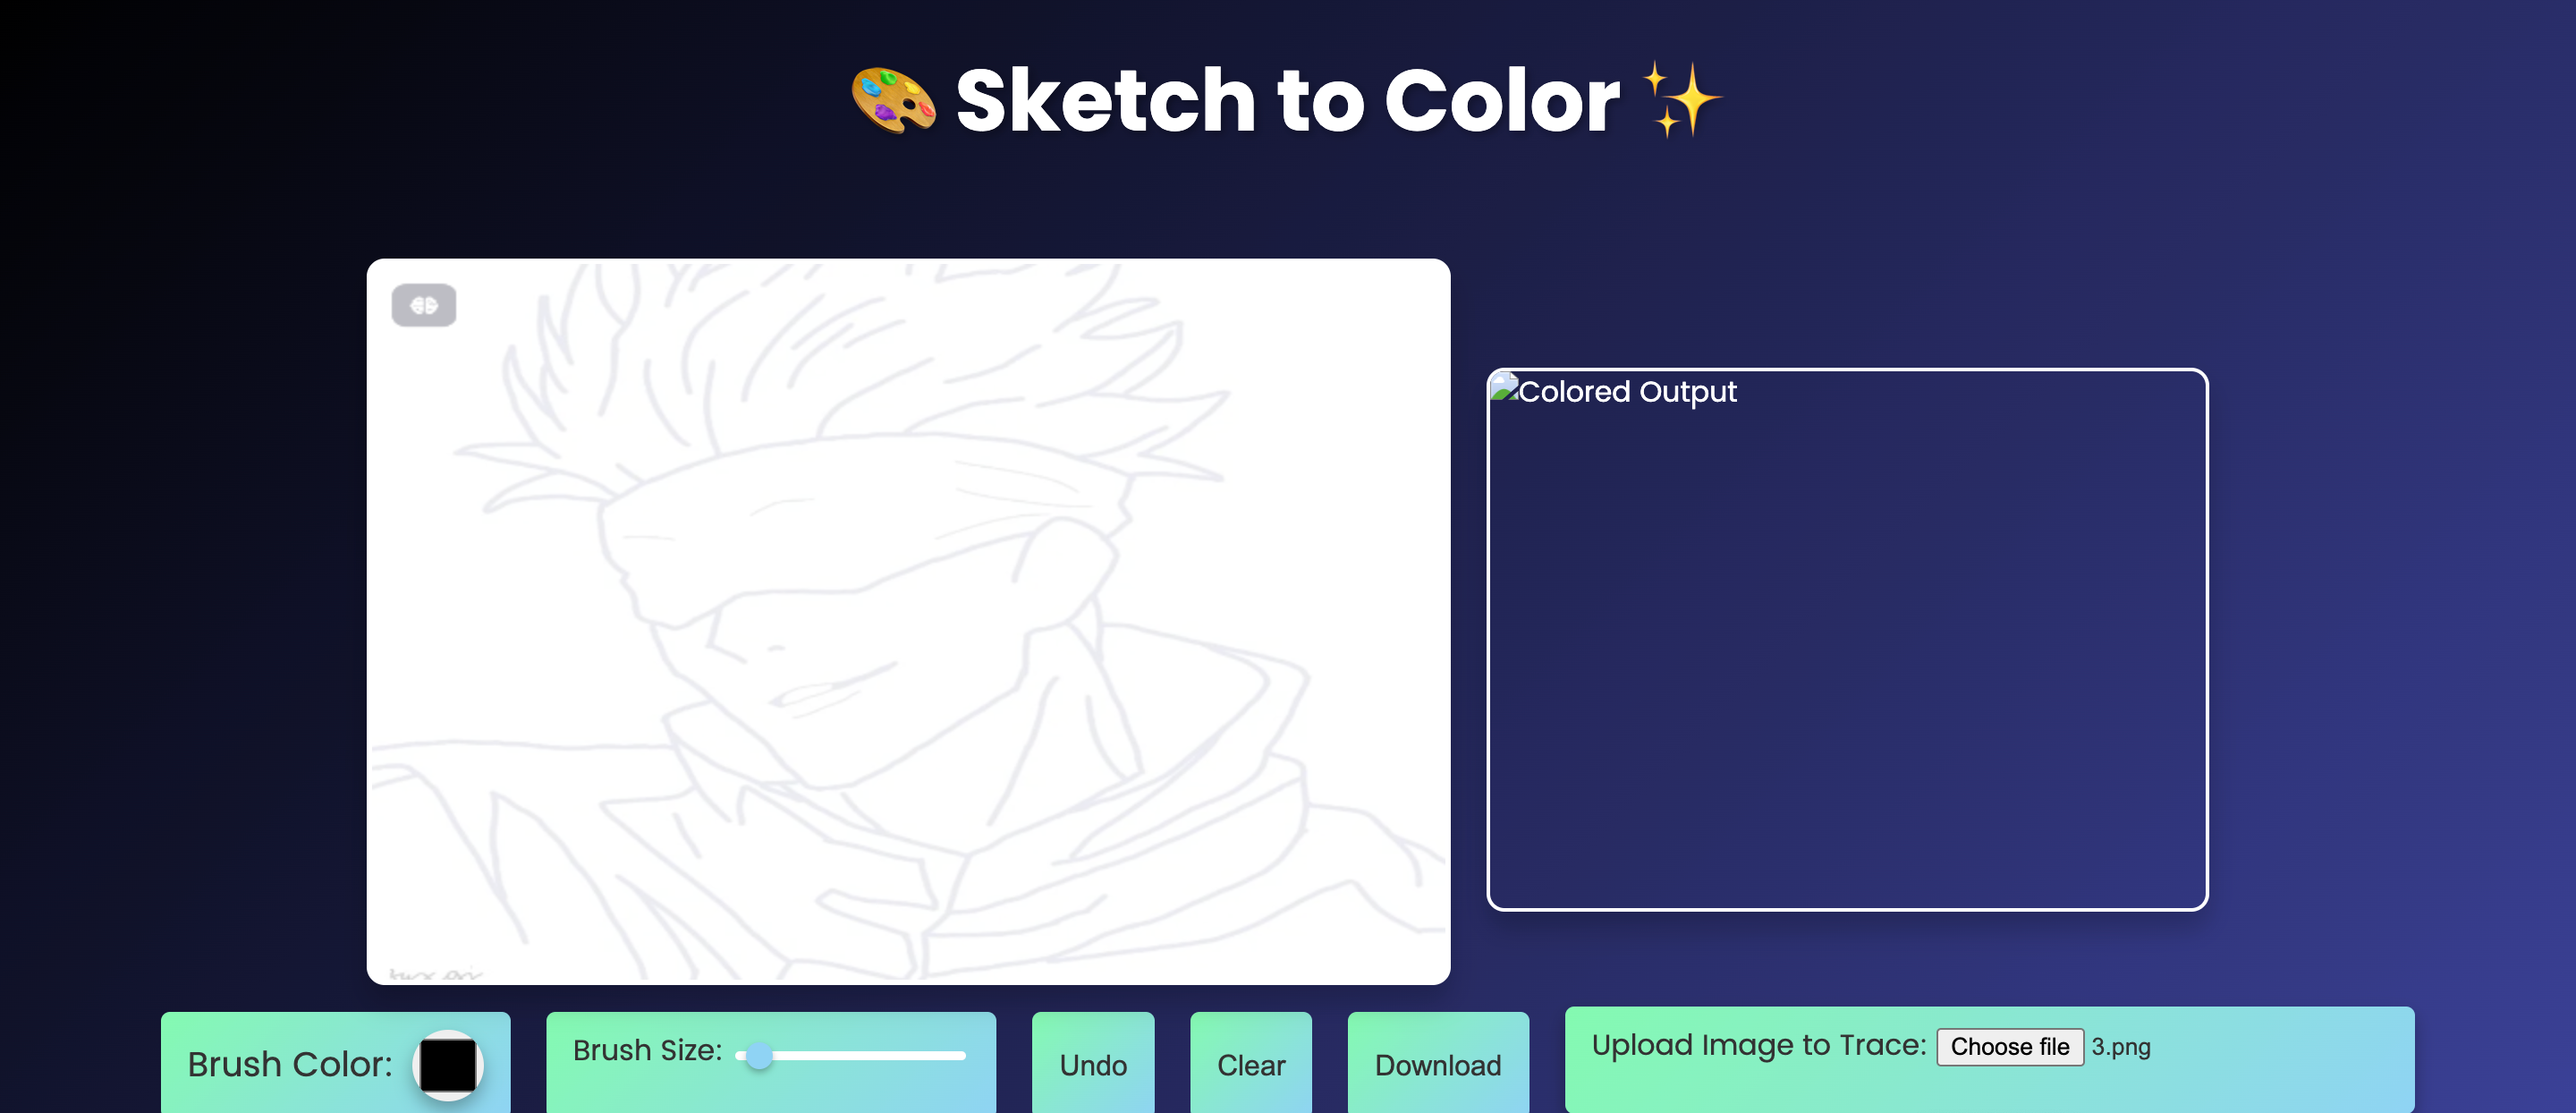 🎨 Sketch to Color ✨
Colored Output
Brush Color:
Brush Size:
Undo
Clear
Download
Upload Image to Trace: Choose file 3.png